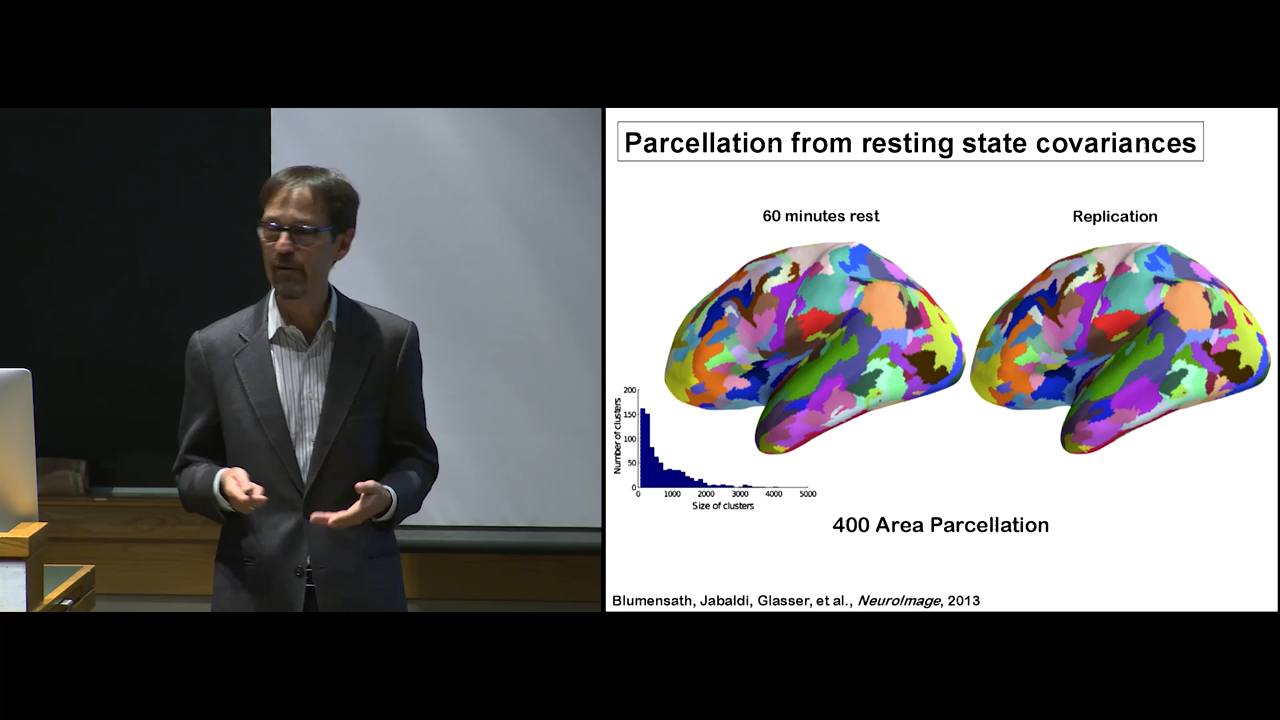 Parcellation from resting state covariances
60 minutes rest
Replication
200
150
100
50
0
Number of clusters
0 1000 2000 3000 4000 5000
Size of clusters
400 Area Parcellation
Blumensath, Jabaldi, Glasser, et al., NeuroImage, 2013